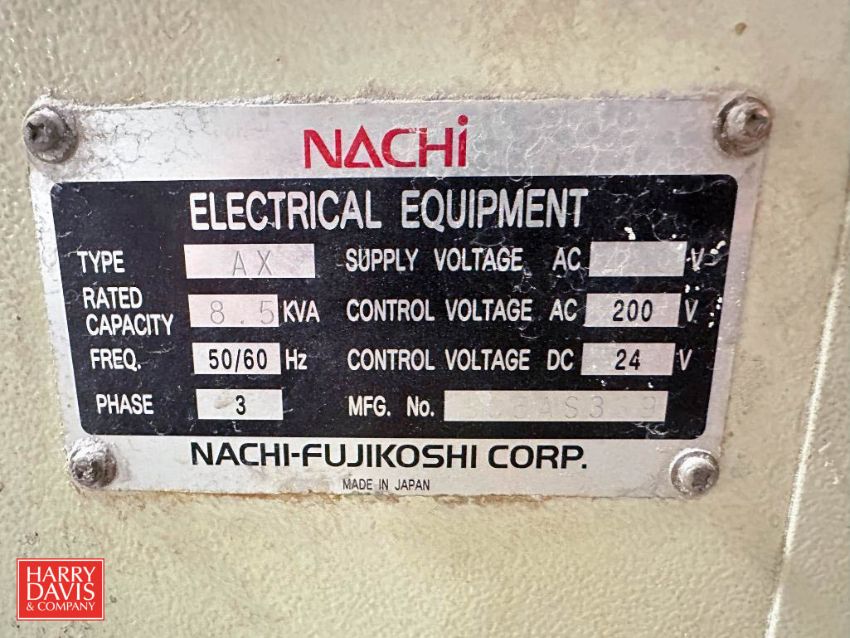 NACHi
ELECTRICAL EQUIPMENT
TYPE AX SUPPLY VOLTAGE AC V
RATED CAPACITY 8.5 KVA CONTROL VOLTAGE AC 200 V
FREQ. 50/60 Hz CONTROL VOLTAGE DC 24 V
PHASE 3 MFG. No.
NACHI-FUJIKOSHI CORP.
MADE IN JAPAN
HARRY
DAVIS
& COMPANY